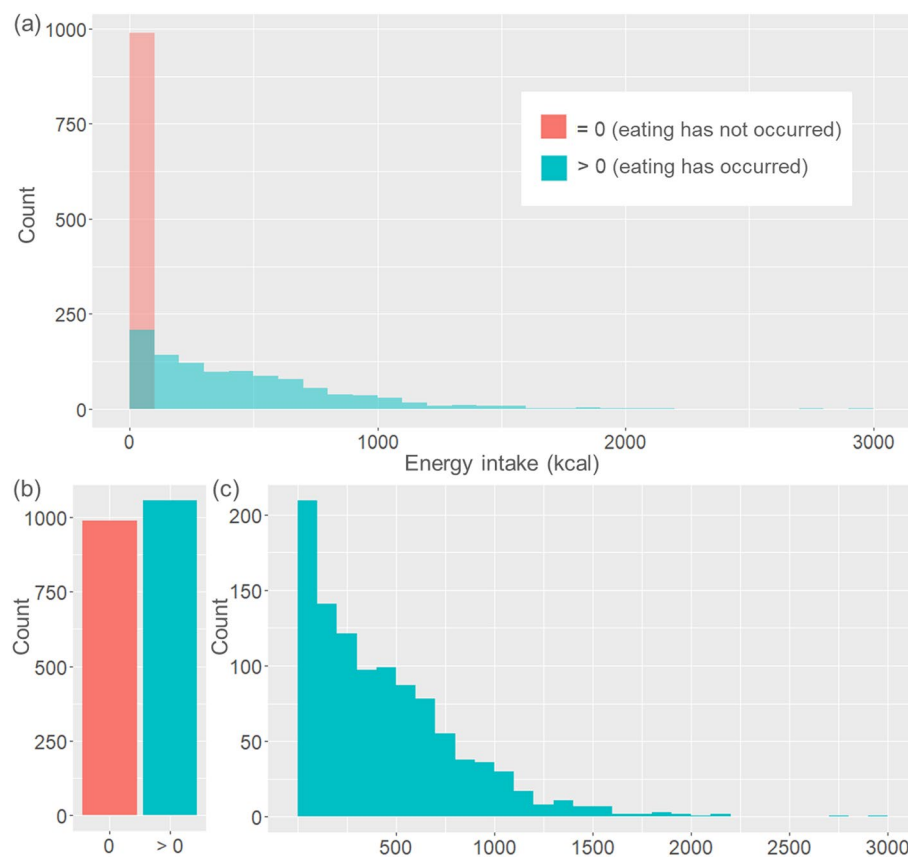 (a)
1000
750
500
250
0
Count
= 0 (eating has not occurred)
> 0 (eating has occurred)
0 1000 2000 3000
Energy intake (kcal)
(b)
1000
750
500
250
0
Count
0 > 0
(c)
200
150
100
50
0
Count
500 1000 1500 2000 2500 3000